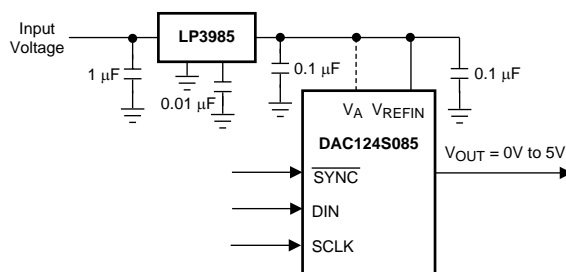 Input
Voltage
LP3985
1 μF
0.01 μF
0.1 μF
0.1 μF
VA VREFIN
DAC124S085
SYNC
DIN
SCLK
VOUT = 0V to 5V